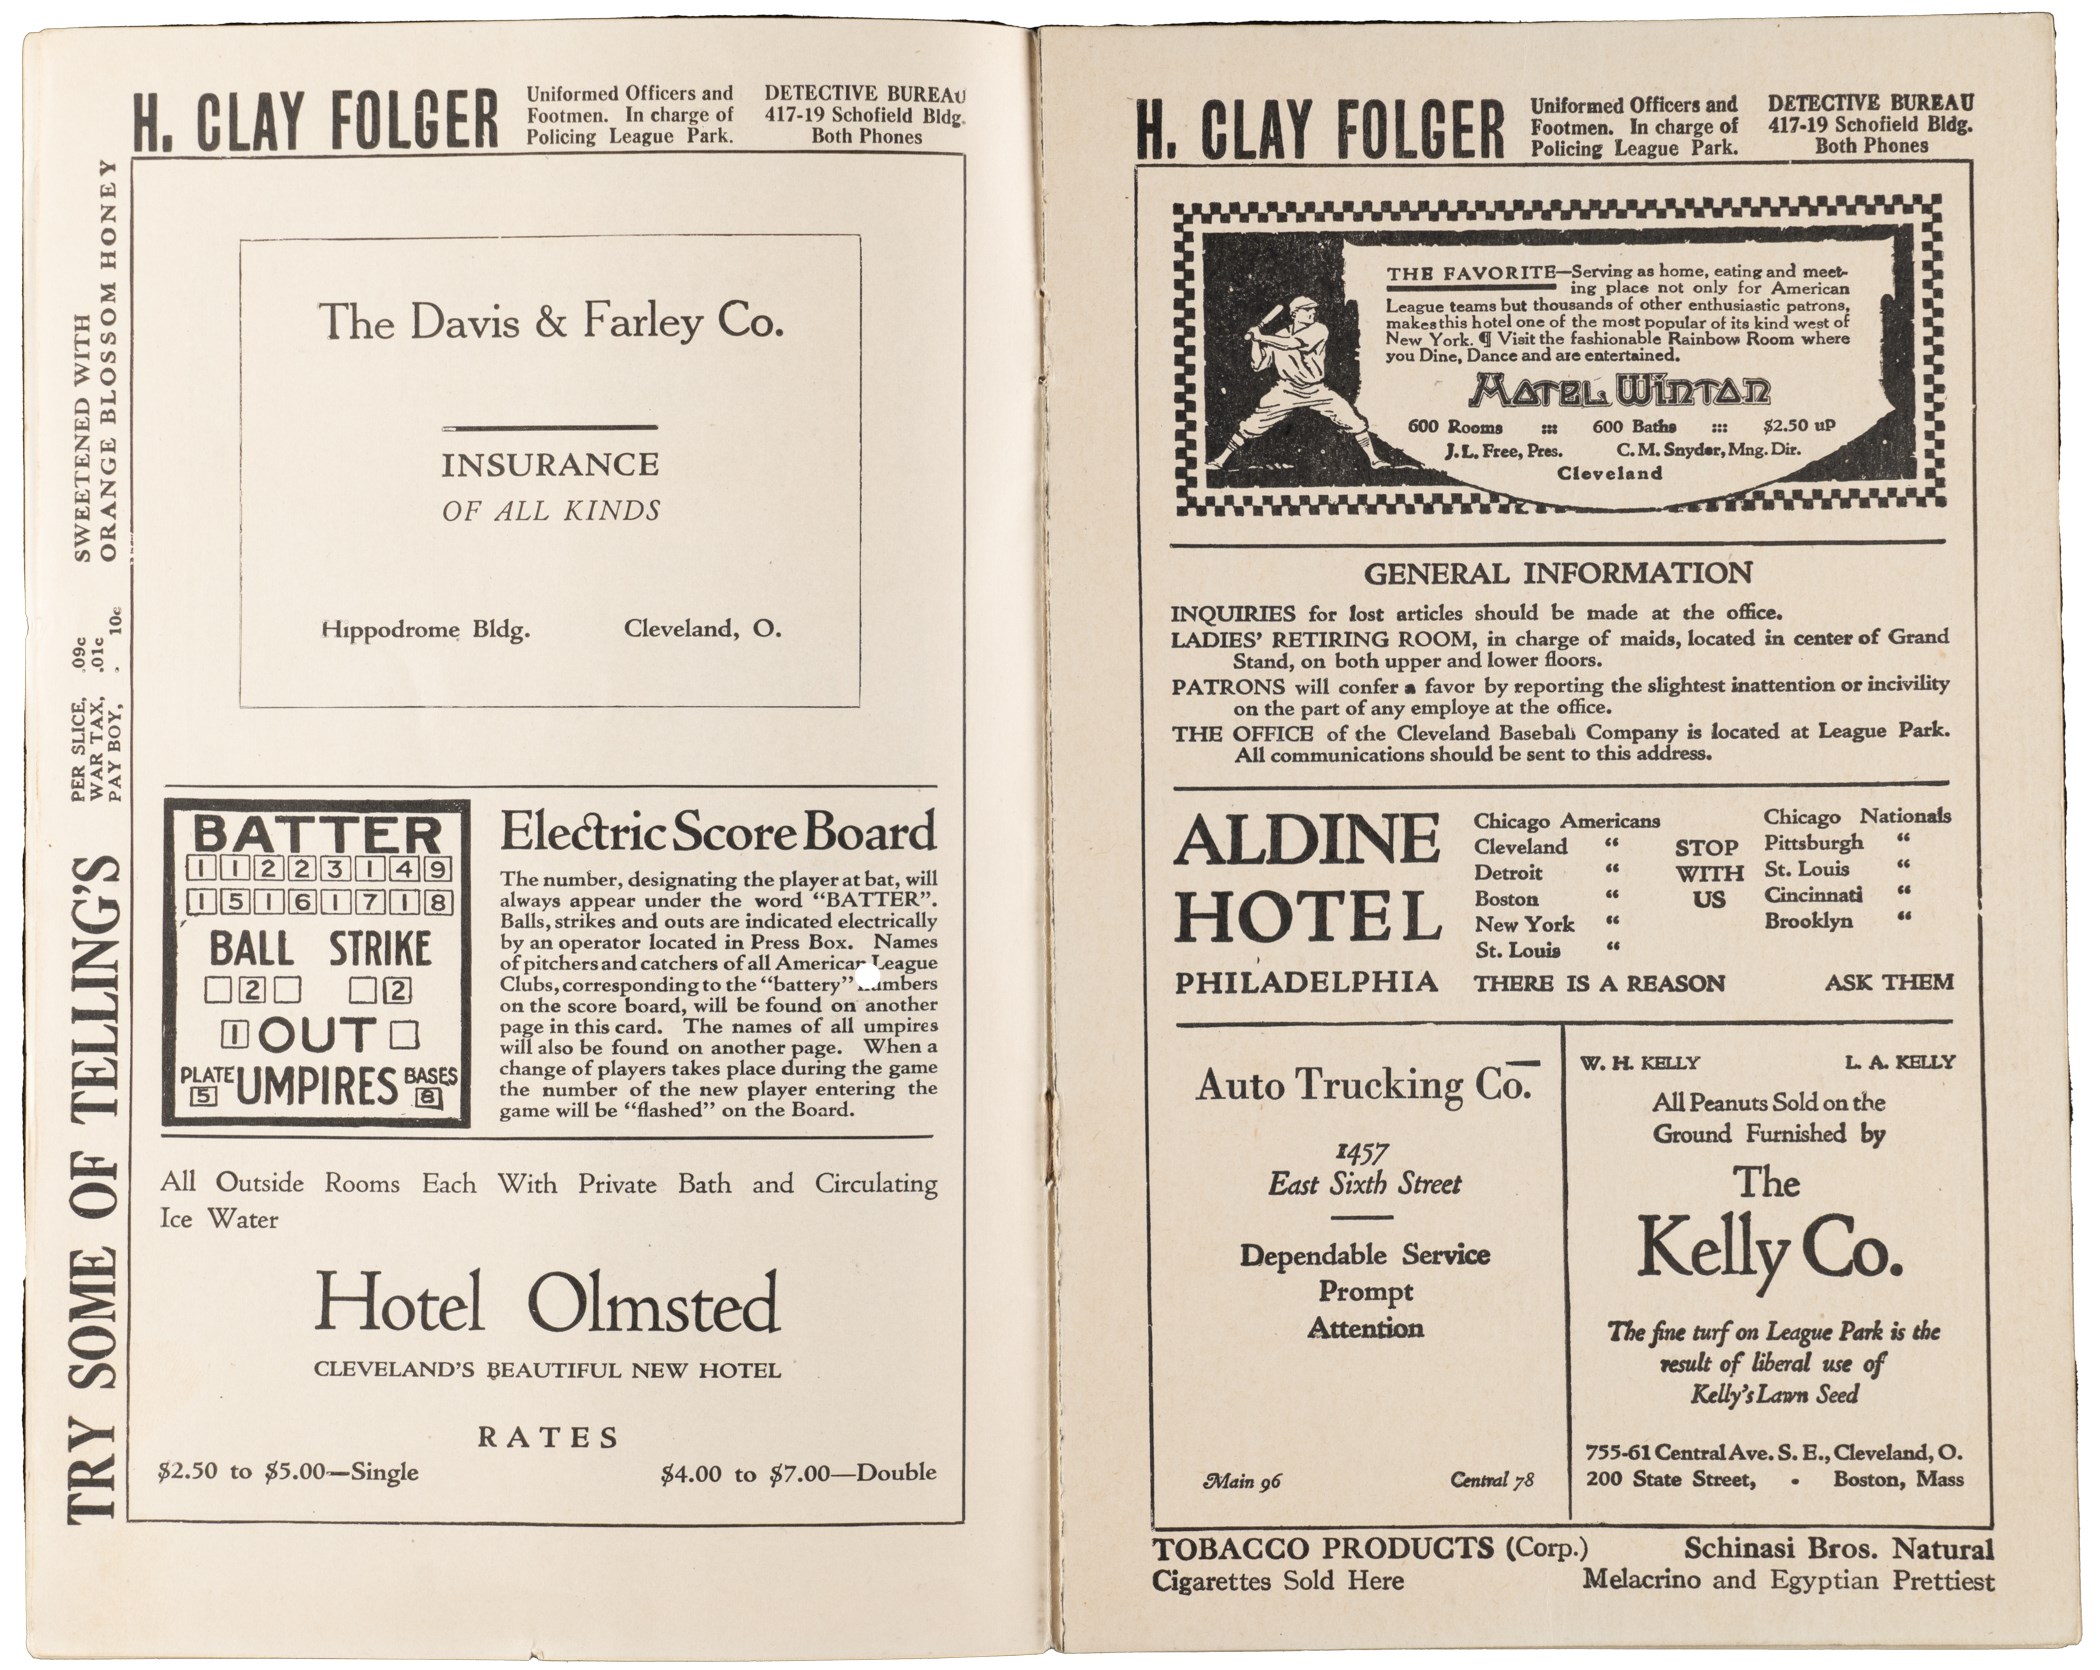 H. CLAY FOLGER
Uniformed Officers and
Footmen. In charge of
Policing League Park.
DETECTIVE BUREAU
417-19 Schofield Bldg.
Both Phones
TRY SOME OF TELLING'S
PER SLICE, .09c
WAR TAX, .01c
PAY BOY, . 10c
SWEETENED WITH
ORANGE BLOSSOM HONEY
The Davis & Farley Co.
INSURANCE
OF ALL KINDS
Hippodrome Bldg. Cleveland, O.
BATTER
1 1 2 2 3 1 4 9
1 5 1 6 1 7 1 8
BALL STRIKE
2 2
1 OUT
PLATE UMPIRES BASES
5 8
Electric Score Board
The number, designating the player at bat, will
always appear under the word "BATTER".
Balls, strikes and outs are indicated electrically
by an operator located in Press Box. Names
of pitchers and catchers of all American League
Clubs, corresponding to the "battery" numbers
on the score board, will be found on another
page in this card. The names of all umpires
will also be found on another page. When a
change of players takes place during the game
the number of the new player entering the
game will be "flashed" on the Board.
All Outside Rooms Each With Private Bath and Circulating
Ice Water
Hotel Olmsted
CLEVELAND'S BEAUTIFUL NEW HOTEL
RATES
$2.50 to $5.00—Single $4.00 to $7.00—Double
H. CLAY FOLGER
Uniformed Officers and
Footmen. In charge of
Policing League Park.
DETECTIVE BUREAU
417-19 Schofield Bldg.
Both Phones
THE FAVORITE—Serving as home, eating and meet-
ing place not only for American
League teams but thousands of other enthusiastic patrons,
makes this hotel one of the most popular of its kind west of
New York. ¶ Visit the fashionable Rainbow Room where
you Dine, Dance and are entertained.
HOTEL WINTON
600 Rooms ::: 600 Baths ::: $2.50 uP
J. L. Free, Pres. C. M. Snyder, Mng. Dir.
Cleveland
GENERAL INFORMATION
INQUIRIES for lost articles should be made at the office.
LADIES' RETIRING ROOM, in charge of maids, located in center of Grand
Stand, on both upper and lower floors.
PATRONS will confer a favor by reporting the slightest inattention or incivility
on the part of any employe at the office.
THE OFFICE of the Cleveland Baseball Company is located at League Park.
All communications should be sent to this address.
ALDINE
HOTEL
PHILADELPHIA
Chicago Americans
Cleveland "
Detroit "
Boston "
New York "
St. Louis "
STOP
WITH
US
Chicago Nationals
Pittsburgh "
St. Louis "
Cincinnati "
Brooklyn "
THERE IS A REASON ASK THEM
Auto Trucking Co.
1457
East Sixth Street
Dependable Service
Prompt
Attention
Main 96 Central 78
W. H. KELLY L. A. KELLY
All Peanuts Sold on the
Ground Furnished by
The
Kelly Co.
The fine turf on League Park is the
result of liberal use of
Kelly's Lawn Seed
755-61 Central Ave. S. E., Cleveland, O.
200 State Street, - Boston, Mass
TOBACCO PRODUCTS (Corp.) Schinasi Bros. Natural
Cigarettes Sold Here Melacrino and Egyptian Prettiest